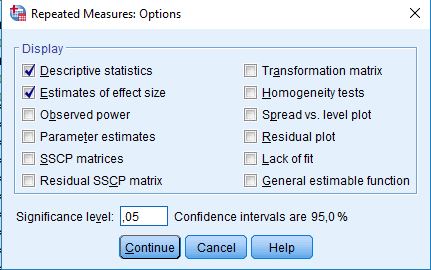 Repeated Measures: Options
Display
Descriptive statistics
Transformation matrix
Estimates of effect size
Homogeneity tests
Observed power
Spread vs. level plot
Parameter estimates
Residual plot
SSCP matrices
Lack of fit
Residual SSCP matrix
General estimable function
Significance level: ,05 Confidence intervals are 95,0 %
Continue Cancel Help